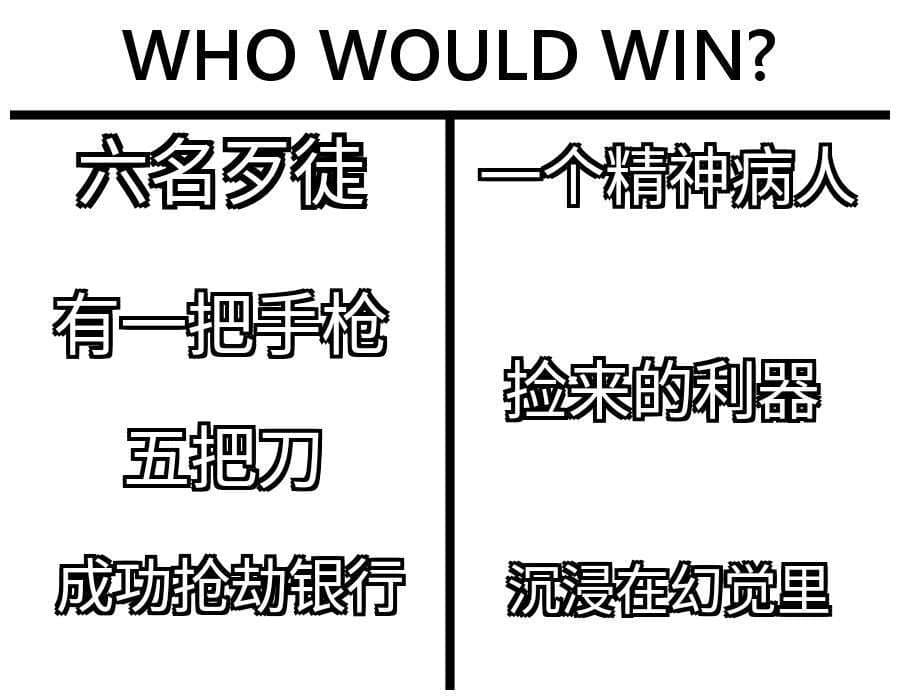 WHO WOULD WIN?
六名歹徒
有一把手枪
五把刀
成功抢劫银行
一个精神病人
捡来的利器
沉浸在幻觉里